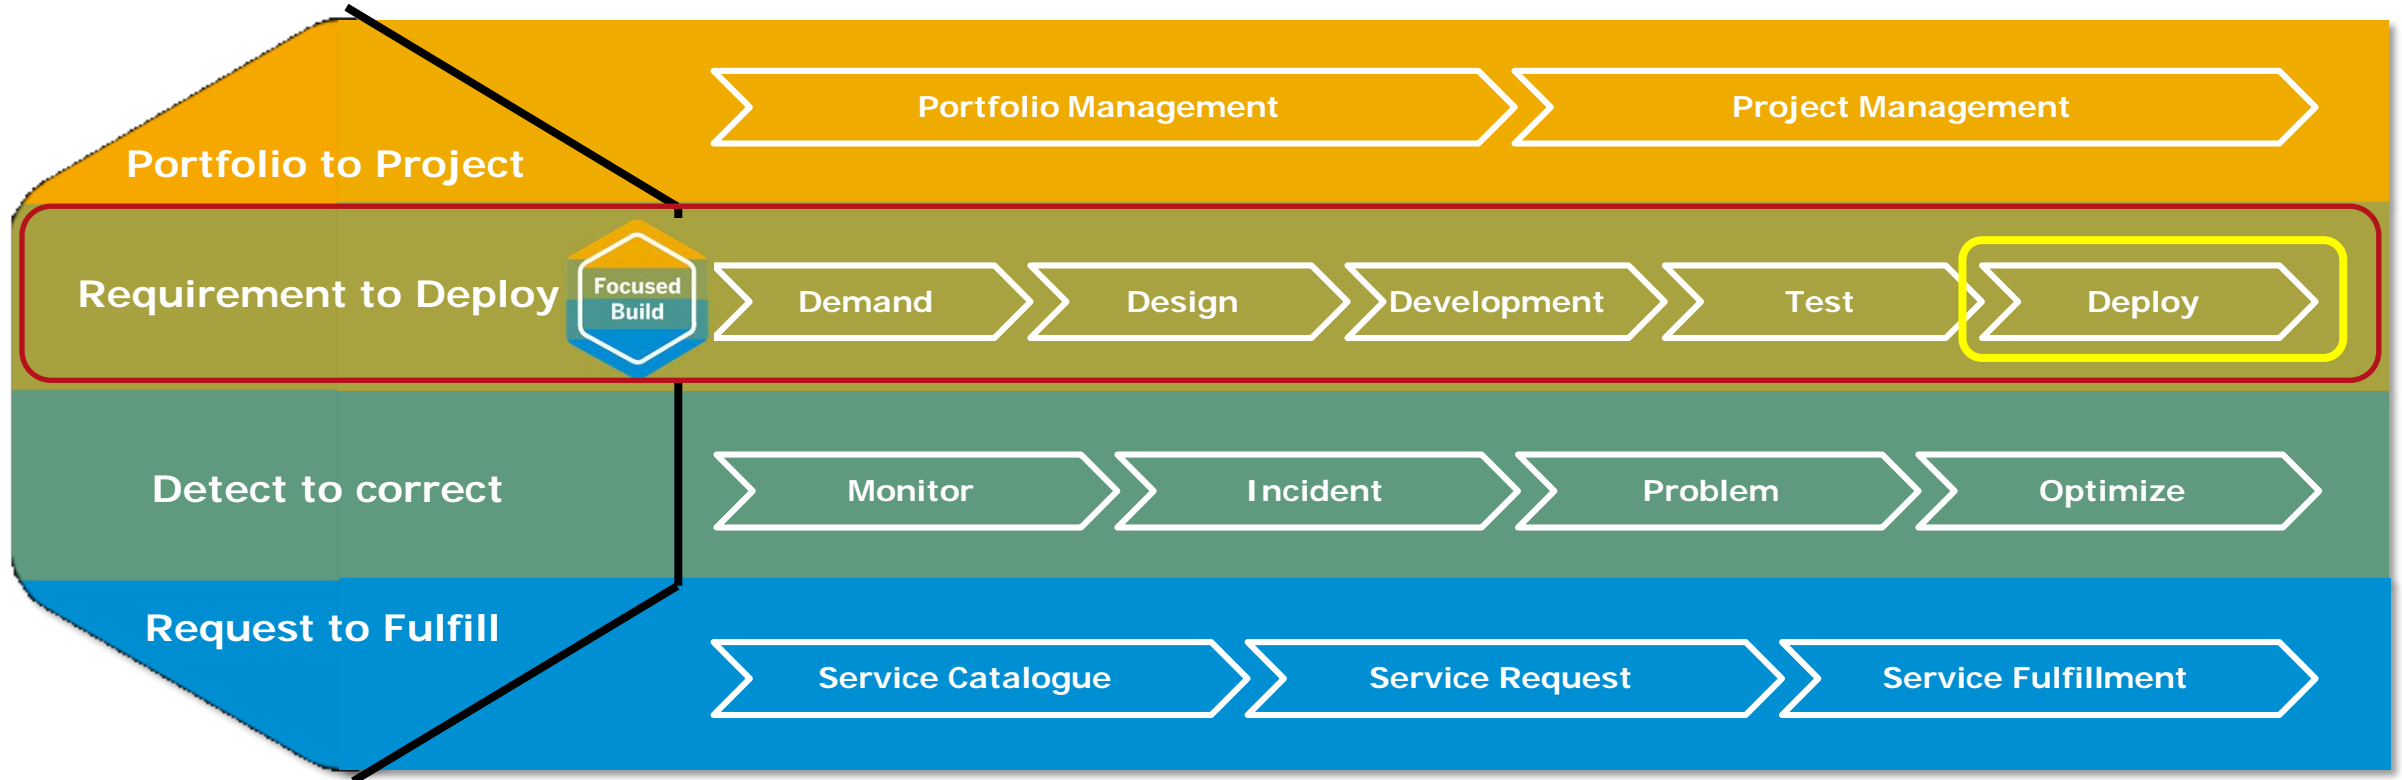 Portfolio Management
Project Management
Portfolio to Project
Requirement to Deploy
Focused
Build
Demand
Design
Development
Test
Deploy
Detect to correct
Monitor
Incident
Problem
Optimize
Request to Fulfill
Service Catalogue
Service Request
Service Fulfillment